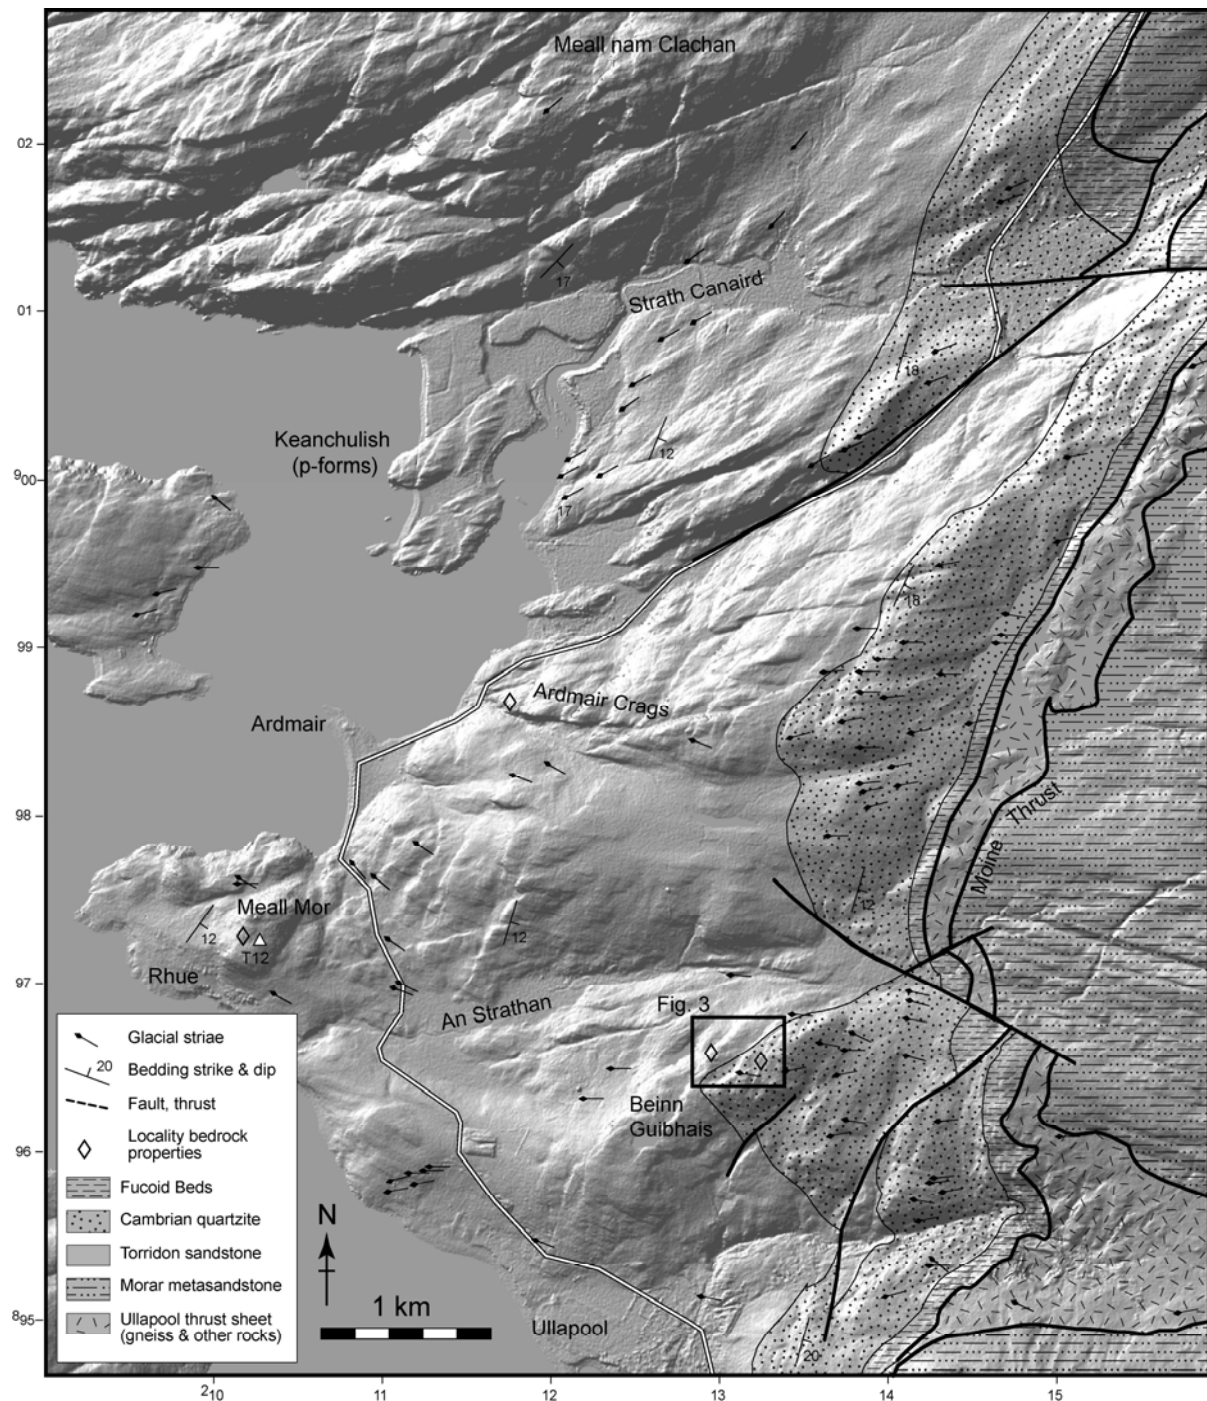 Meall nam Clachan
02
17
Strath Canaird
01
18
Keanchulish
(p-forms)
12
900
17
18
99
Ardmair Crags
Ardmair
98
Moine Thrust
Meall Mor
12
T12
12
12
Rhue
97
An Strathan
Fig. 3
Glacial striae
20
Bedding strike & dip
Fault, thrust
Locality bedrock
properties
Beinn
Guibhais
96
Fucoid Beds
Cambrian quartzite
N
Torridon sandstone
Morar metasandstone
1 km
Ullapool thrust sheet
(gneiss & other rocks)
895
Ullapool
20
210
11
12
13
14
15